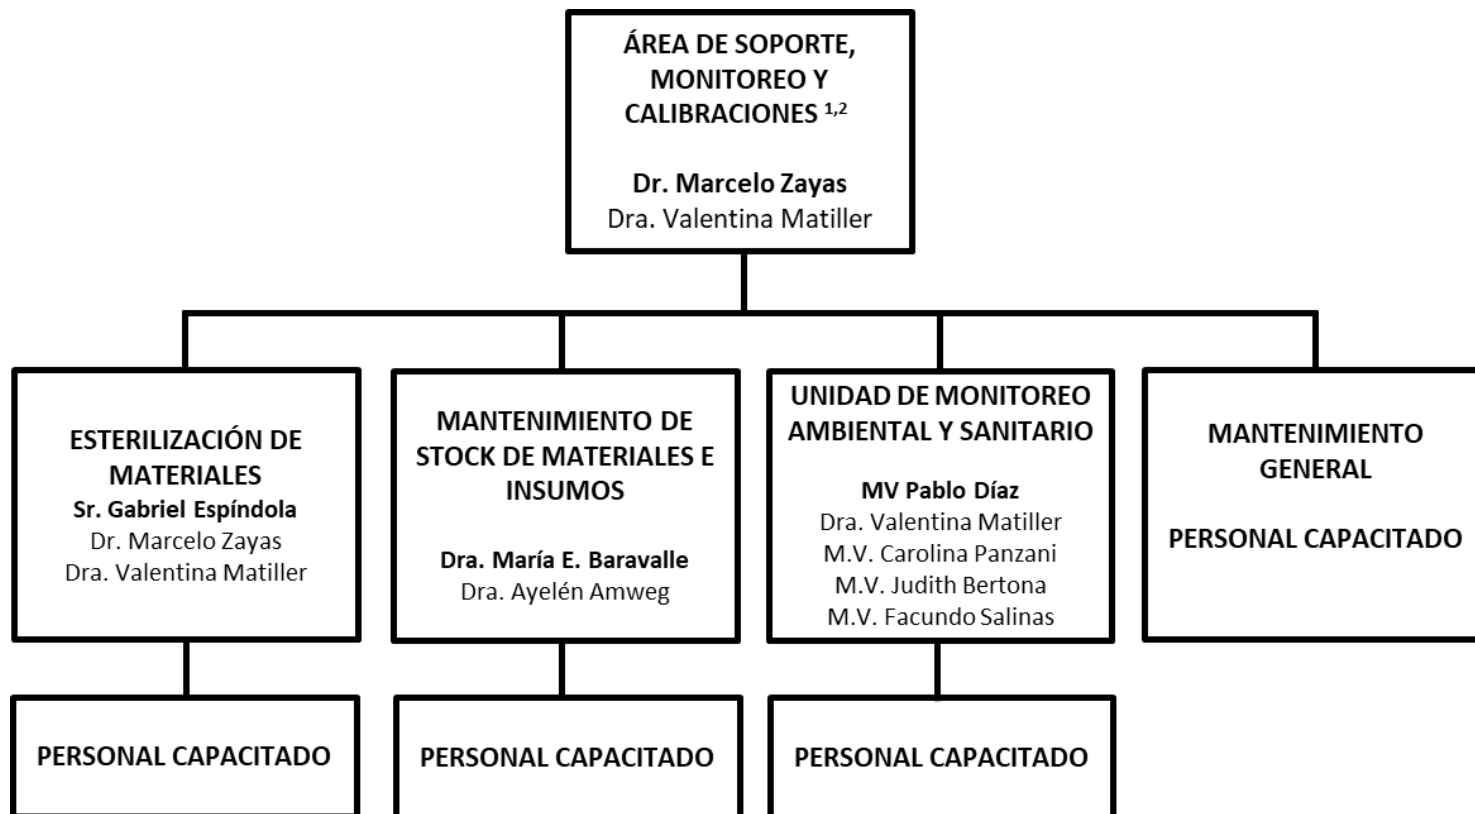 ÁREA DE SOPORTE,
MONITOREO Y
CALIBRACIONES 1,2
Dr. Marcelo Zayas
Dra. Valentina Matiller
ESTERILIZACIÓN DE
MATERIALES
Sr. Gabriel Espíndola
Dr. Marcelo Zayas
Dra. Valentina Matiller
MANTENIMIENTO DE
STOCK DE MATERIALES E
INSUMOS
Dra. María E. Baravalle
Dra. Ayelén Amweg
UNIDAD DE MONITOREO
AMBIENTAL Y SANITARIO
MV Pablo Díaz
Dra. Valentina Matiller
M.V. Carolina Panzani
M.V. Judith Bertona
M.V. Facundo Salinas
MANTENIMIENTO
GENERAL
PERSONAL CAPACITADO
PERSONAL CAPACITADO
PERSONAL CAPACITADO
PERSONAL CAPACITADO